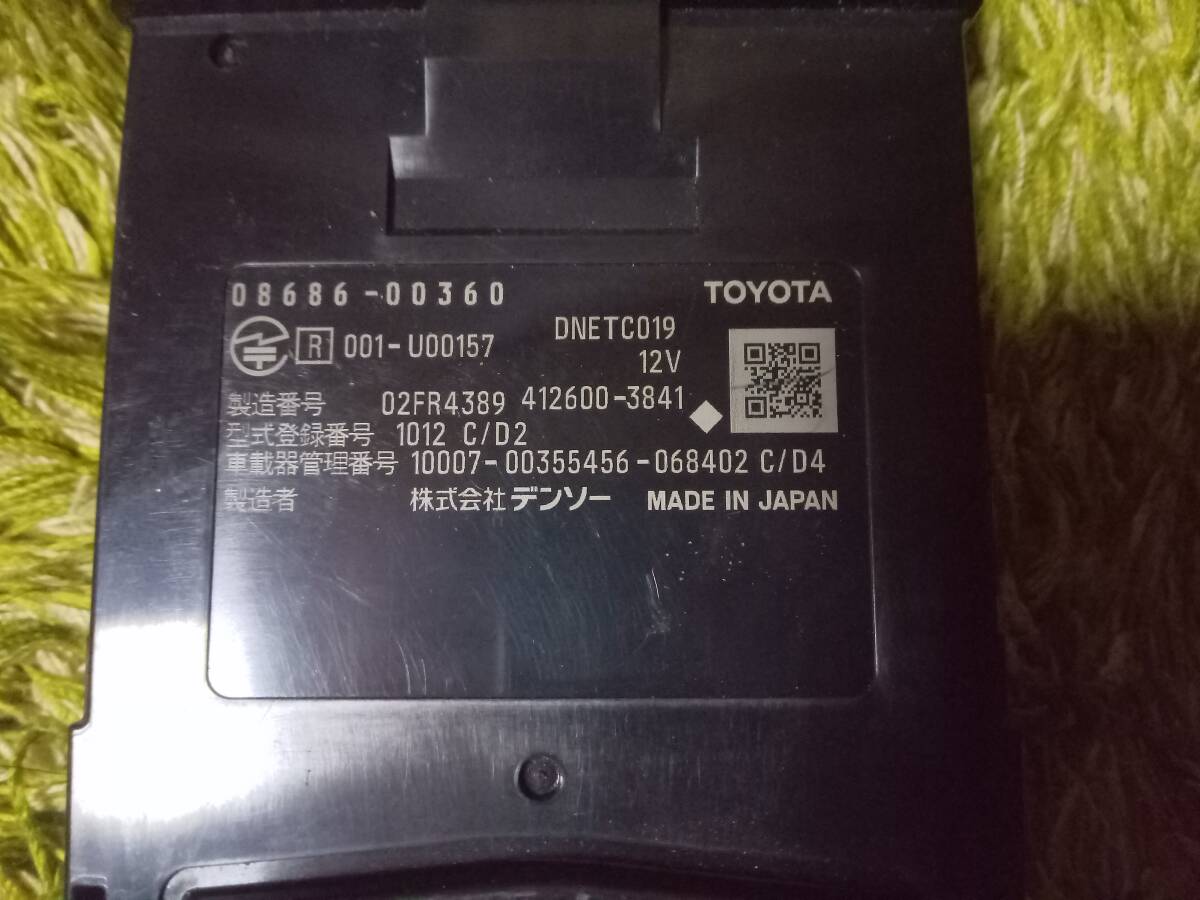 08686-00360 TOYOTA
R 001-U00157 DNETC019
12V
製造番号 02FR4389 412600-3841
型式登録番号 1012 C/D2
車載器管理番号 10007-00355456-068402 C/D4
製造者 株式会社 デンソー MADE IN JAPAN